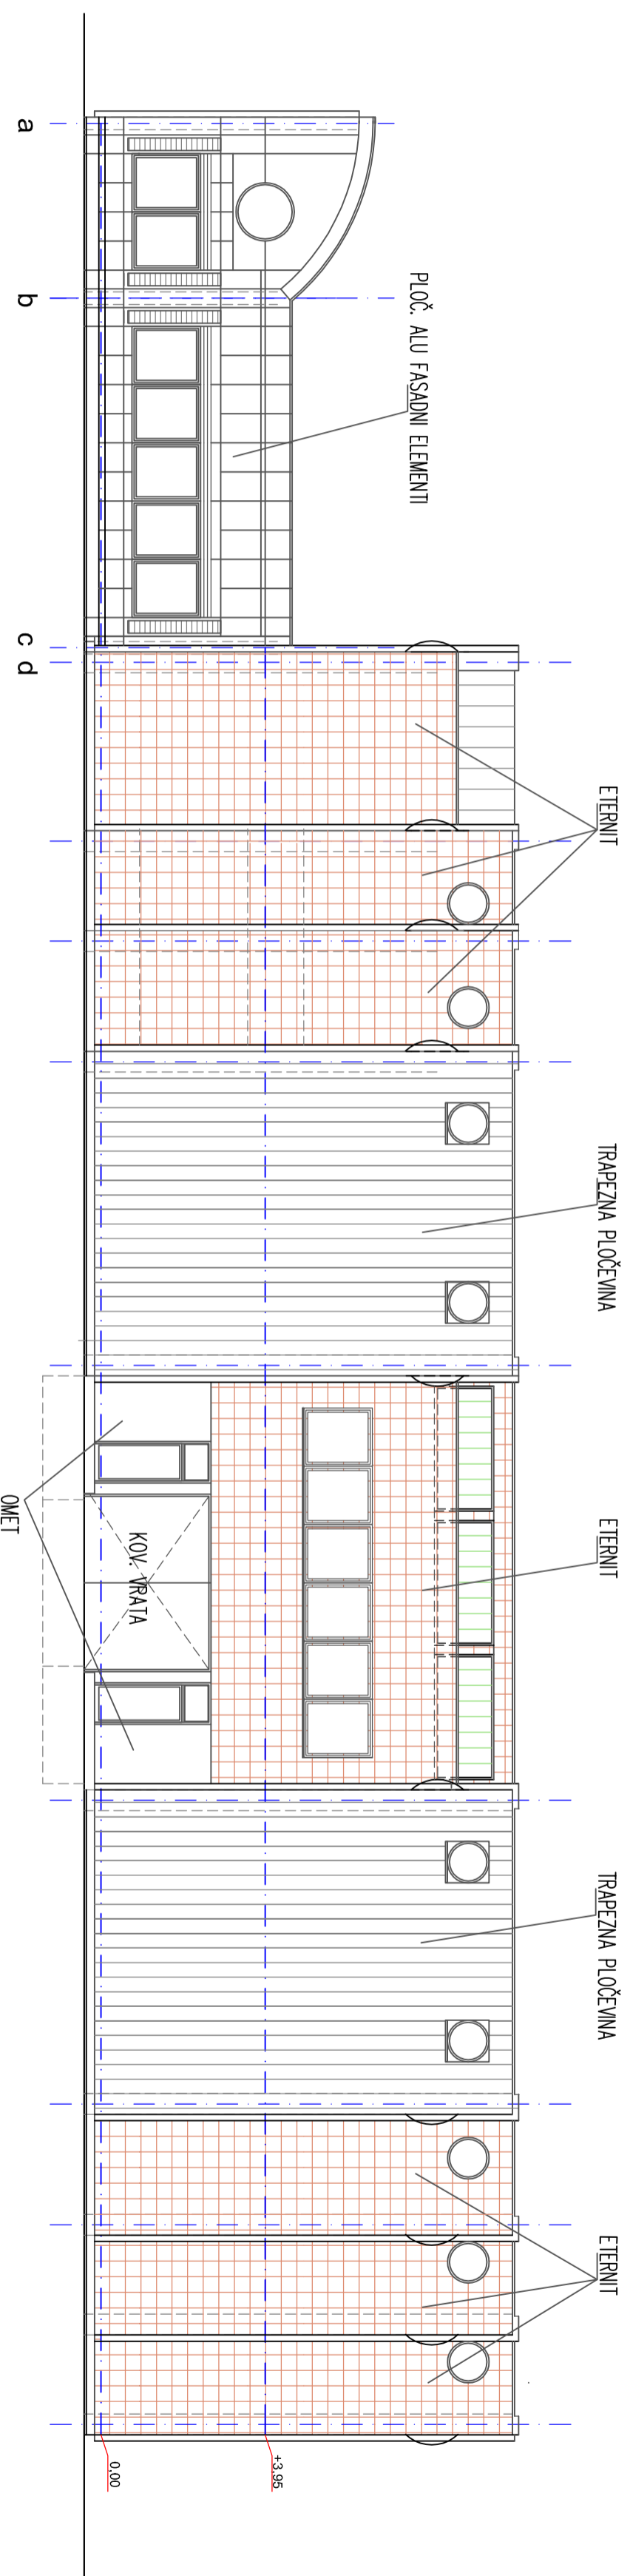 PLOČ. ALU FASADNI ELEMENTI
ETERNIT
TRAPEZNA PLOČEVINA
ETERNIT
TRAPEZNA PLOČEVINA
ETERNIT
KOV. VRATA
OMET
+3.95
0.00
a
b
c
d